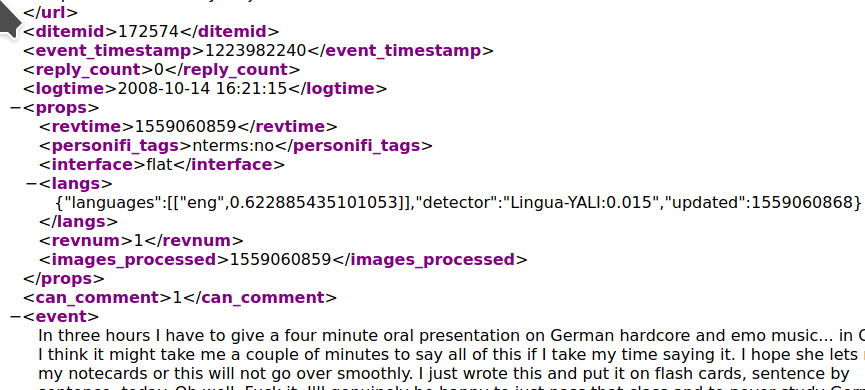 </url>
<ditemid>172574</ditemid>
<event_timestamp>1223982240</event_timestamp>
<reply_count>0</reply_count>
<logtime>2008-10-14 16:21:15</logtime>
−<props>
<revtime>1559060859</revtime>
<personifi_tags>nterms:no</personifi_tags>
<interface>flat</interface>
−<langs>
{"languages":[["eng",0.622885435101053]],"detector":"Lingua-YALI:0.015","updated":1559060868}
</langs>
<revnum>1</revnum>
<images_processed>1559060859</images_processed>
</props>
<can_comment>1</can_comment>
−<event>
In three hours I have to give a four minute oral presentation on German hardcore and emo music... in
I think it might take me a couple of minutes to say all of this if I take my time saying it. I hope she lets
my notecards or this will not go over smoothly. I just wrote this and put it on flash cards, sentence by